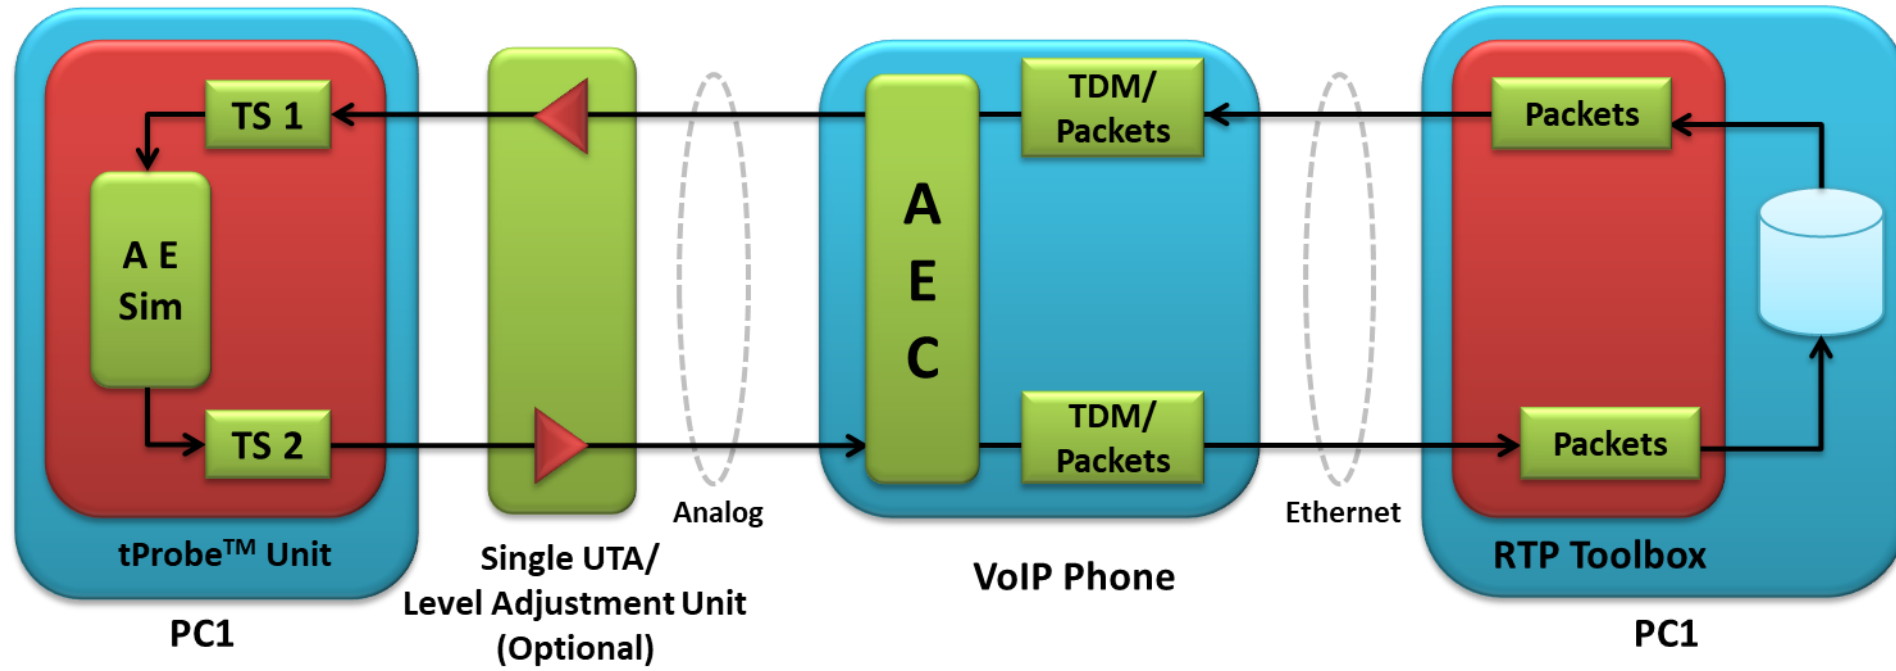 TS 1
A E
Sim
TS 2
tProbe™ Unit
PC1
Single UTA/
Level Adjustment Unit
(Optional)
Analog
A
E
C
TDM/
Packets
TDM/
Packets
VoIP Phone
Ethernet
Packets
Packets
RTP Toolbox
PC1